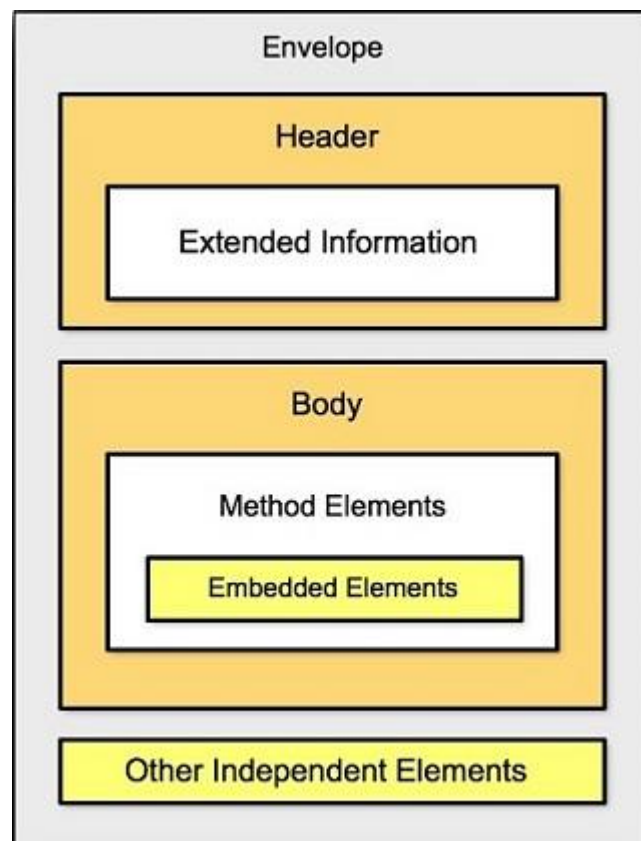 Envelope
Header
Extended Information
Body
Method Elements
Embedded Elements
Other Independent Elements